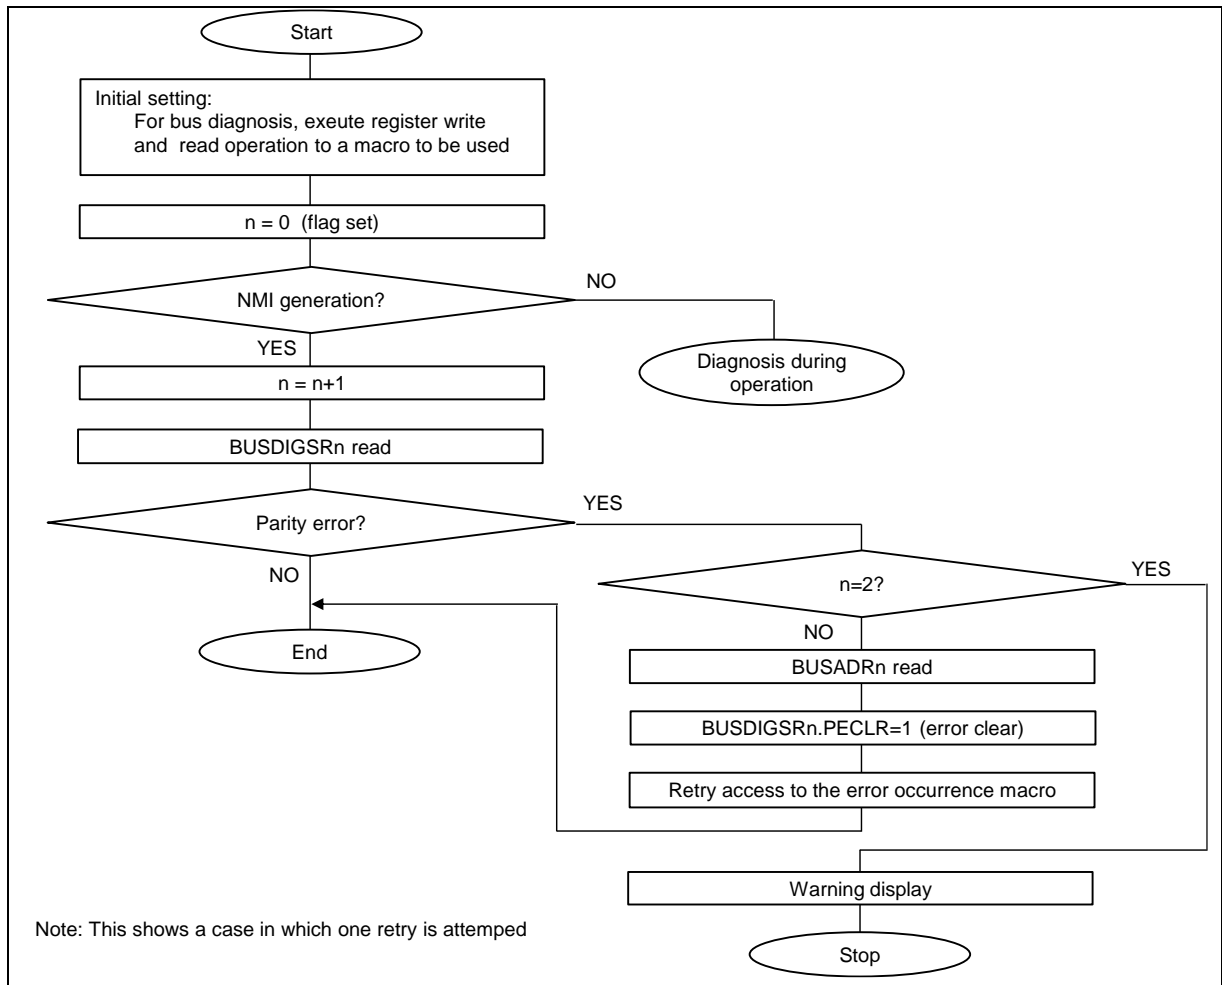 Start
Initial setting:
For bus diagnosis, exeute register write
and read operation to a macro to be used
n = 0 (flag set)
NMI generation?
NO
YES
Diagnosis during
operation
n = n+1
BUSDIGSRn read
Parity error?
YES
NO
n=2?
YES
NO
End
BUSADRn read
BUSDIGSRn.PECLR=1 (error clear)
Retry access to the error occurrence macro
Warning display
Note: This shows a case in which one retry is attemped
Stop